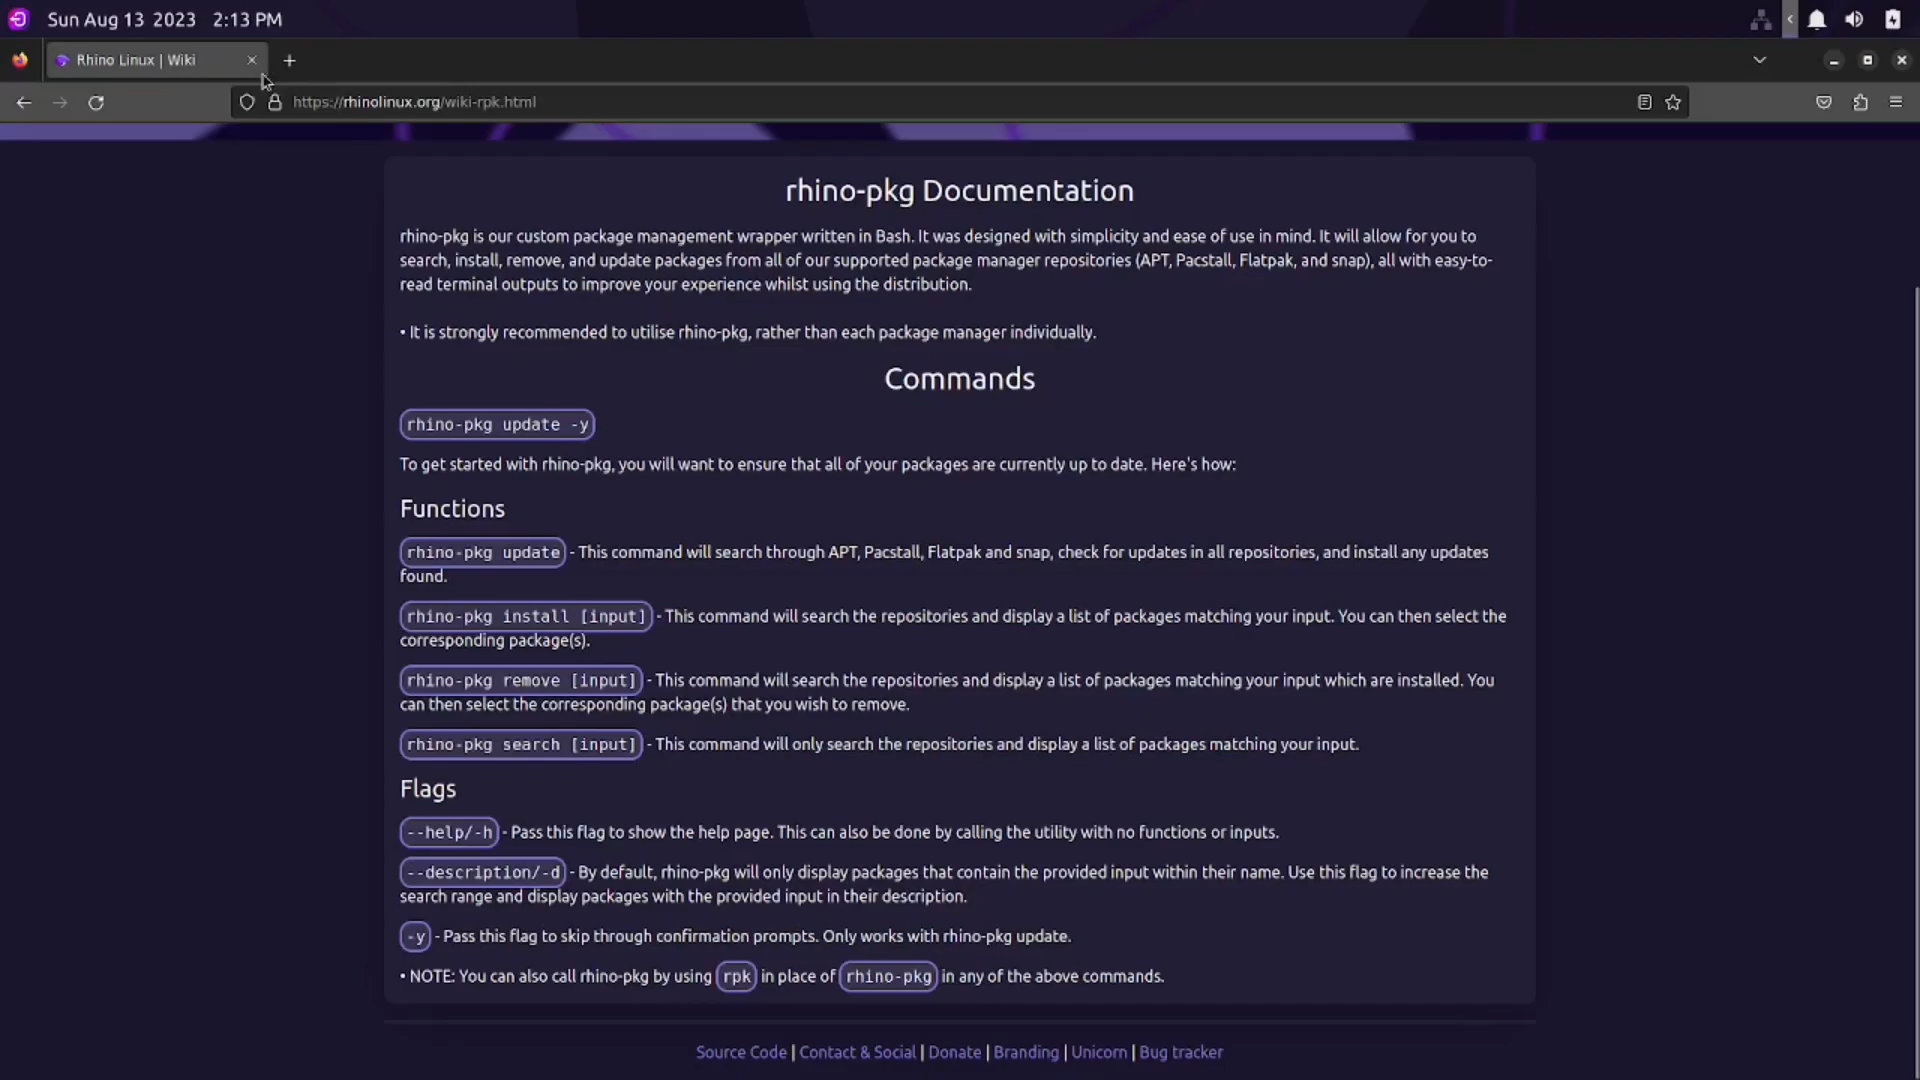 Sun Aug 13 2023 2:13 PM
Rhino Linux | Wiki
https://rhinolinux.org/wiki-rpk.html
rhino-pkg Documentation
rhino-pkg is our custom package management wrapper written in Bash. It was designed with simplicity and ease of use in mind. It will allow for you to
search, install, remove, and update packages from all of our supported package manager repositories (APT, Pacstall, Flatpak, and snap), all with easy-to-
read terminal outputs to improve your experience whilst using the distribution.
• It is strongly recommended to utilise rhino-pkg, rather than each package manager individually.
Commands
rhino-pkg update -y
To get started with rhino-pkg, you will want to ensure that all of your packages are currently up to date. Here's how:
Functions
rhino-pkg update - This command will search through APT, Pacstall, Flatpak and snap, check for updates in all repositories, and install any updates
found.
rhino-pkg install [input] - This command will search the repositories and display a list of packages matching your input. You can then select the
corresponding package(s).
rhino-pkg remove [input] - This command will search the repositories and display a list of packages matching your input which are installed. You
can then select the corresponding package(s) that you wish to remove.
rhino-pkg search [input] - This command will only search the repositories and display a list of packages matching your input.
Flags
--help/-h - Pass this flag to show the help page. This can also be done by calling the utility with no functions or inputs.
--description/-d - By default, rhino-pkg will only display packages that contain the provided input within their name. Use this flag to increase the
search range and display packages with the provided input in their description.
-y - Pass this flag to skip through confirmation prompts. Only works with rhino-pkg update.
• NOTE: You can also call rhino-pkg by using rpk in place of rhino-pkg in any of the above commands.
Source Code | Contact & Social | Donate | Branding | Unicorn | Bug tracker